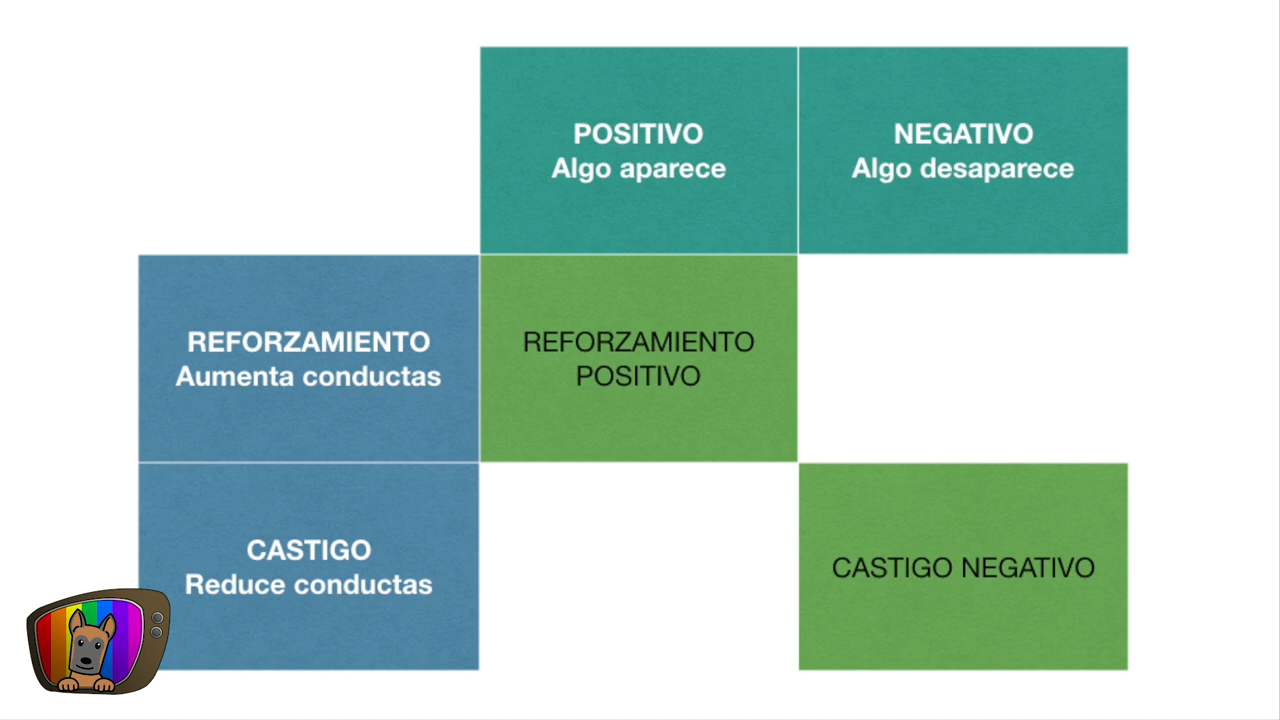 POSITIVO
Algo aparece
NEGATIVO
Algo desaparece
REFORZAMIENTO
Aumenta conductas
REFORZAMIENTO
POSITIVO
CASTIGO
Reduce conductas
CASTIGO NEGATIVO